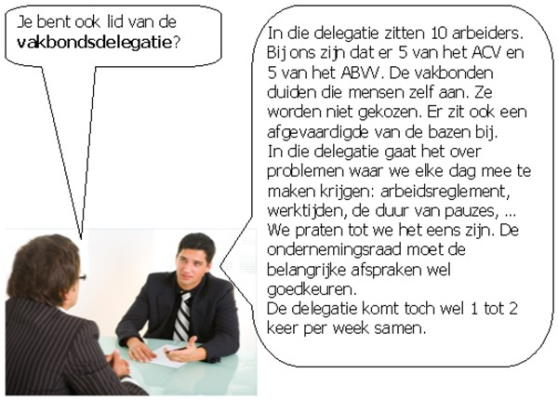 Je bent ook lid van de
vakbondsdelegatie?
In die delegatie zitten 10 arbeiders.
Bij ons zijn dat er 5 van het ACV en
5 van het ABVV. De vakbonden
duiden die mensen zelf aan. Ze
worden niet gekozen. Er zit ook een
afgevaardigde van de bazen bij.
In die delegatie gaat het over
problemen waar we elke dag mee te
maken krijgen: arbeidsreglement,
werktijden, de duur van pauzes, ...
We praten tot we het eens zijn. De
ondernemingsraad moet de
belangrijke afspraken wel
goedkeuren.
De delegatie komt toch wel 1 tot 2
keer per week samen.